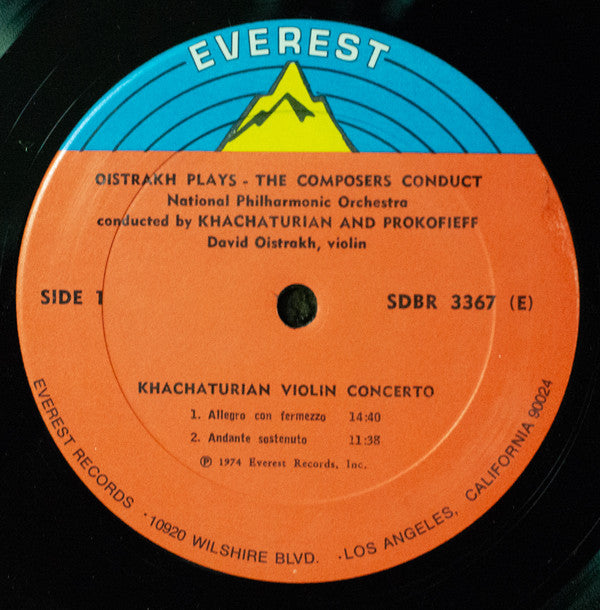 EVEREST
OISTRAKH PLAYS - THE COMPOSERS CONDUCT
National Philharmonic Orchestra
conducted by KHACHATURIAN AND PROKOFIEFF
David Oistrakh, violin
SIDE 1
SDBR 3367 (E)
KHACHATURIAN VIOLIN CONCERTO
1. Allegro con fermezzo 14:40
2. Andante sostenuto 11:38
℗ 1974 Everest Records, Inc.
EVEREST RECORDS · 10920 WILSHIRE BLVD. · LOS ANGELES, CALIFORNIA 90024